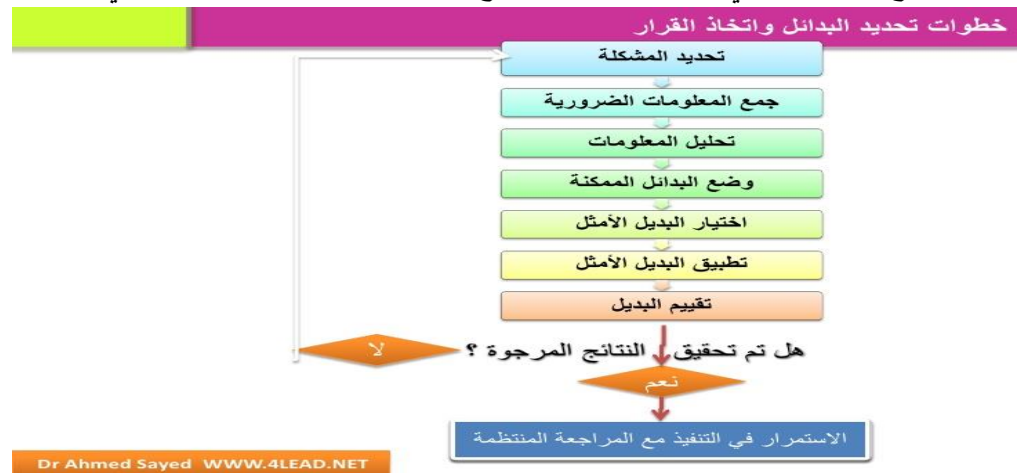 خطوات تحديد البدائل واتخاذ القرار
تحديد المشكلة
جمع المعلومات الضرورية
تحليل المعلومات
وضع البدائل الممكنة
اختيار البديل الأمثل
تطبيق البديل الأمثل
تقييم البديل
هل تم تحقيق النتائج المرجوة ؟
لا
نعم
الاستمرار في التنفيذ مع المراجعة المنتظمة
Dr Ahmed Sayed WWW.4LEAD.NET